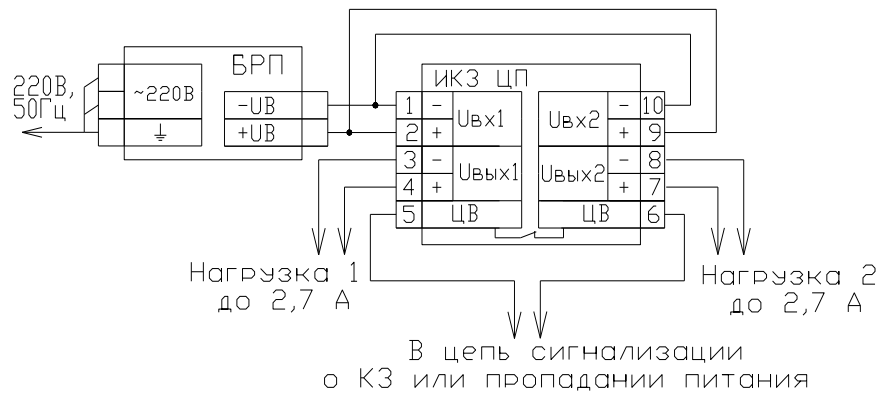 220В,
50Гц
БРП
~220В
-UВ
+UВ
ИКЗ ЦП
1 - Uвх1
2 +
3 - Uвых1
4 +
5 ЦВ
Uвх2 - 10
+ 9
Uвых2 - 8
+ 7
ЦВ 6
Нагрузка 1
до 2,7 А
Нагрузка 2
до 2,7 А
В цепь сигнализации
о КЗ или пропадании питания